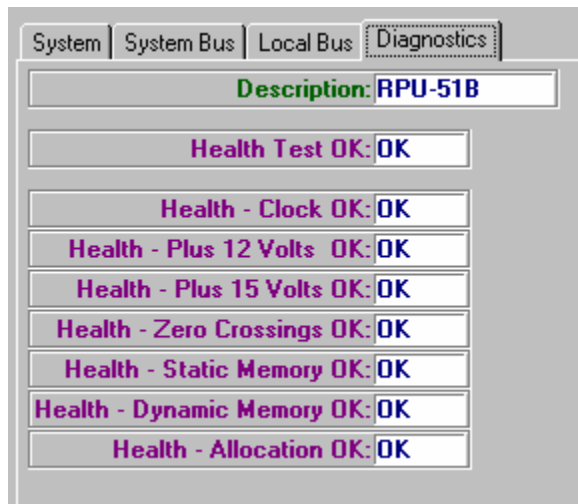 System System Bus Local Bus Diagnostics
Description: RPU-51B
Health Test OK: OK
Health - Clock OK: OK
Health - Plus 12 Volts OK: OK
Health - Plus 15 Volts OK: OK
Health - Zero Crossings OK: OK
Health - Static Memory OK: OK
Health - Dynamic Memory OK: OK
Health - Allocation OK: OK